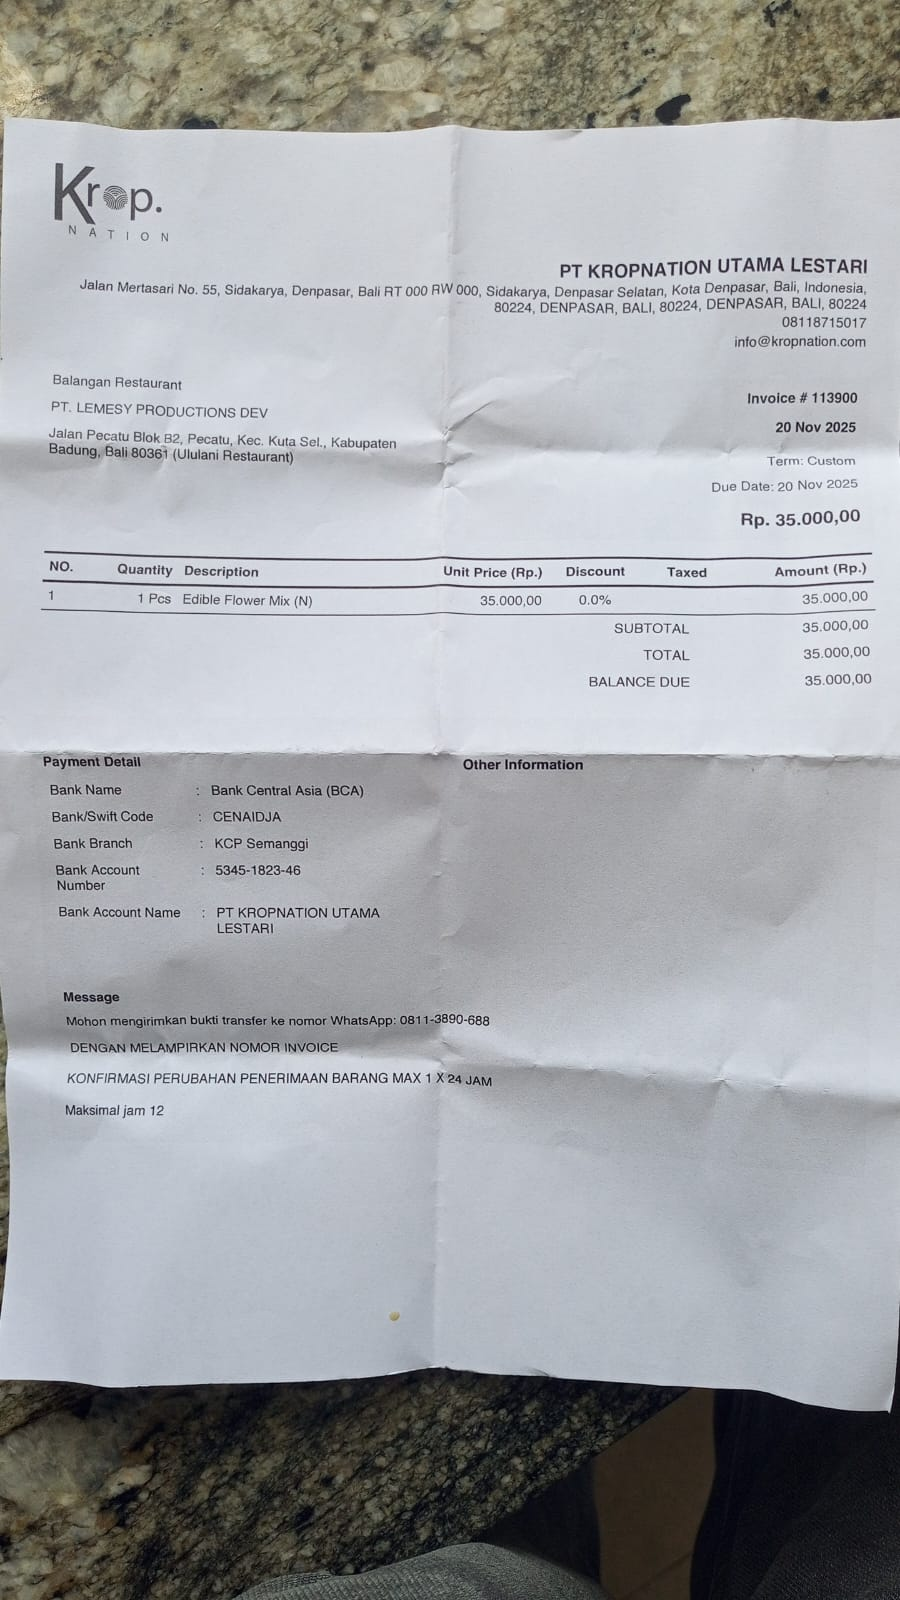 Krop.
NATION
PT KROPNATION UTAMA LESTARI
Jalan Mertasari No. 55, Sidakarya, Denpasar, Bali RT 000 RW 000, Sidakarya, Denpasar Selatan, Kota Denpasar, Bali, Indonesia,
80224, DENPASAR, BALI, 80224, DENPASAR, BALI, 80224
08118715017
info@kropnation.com
Balangan Restaurant
PT. LEMESY PRODUCTIONS DEV
Jalan Pecatu Blok B2, Pecatu, Kec. Kuta Sel., Kabupaten
Badung, Bali 80361 (Ululani Restaurant)
Invoice # 113900
20 Nov 2025
Term: Custom
Due Date: 20 Nov 2025
Rp. 35.000,00
NO. Quantity Description Unit Price (Rp.) Discount Taxed Amount (Rp.)
1 1 Pcs Edible Flower Mix (N) 35.000,00 0.0% 35.000,00
SUBTOTAL 35.000,00
TOTAL 35.000,00
BALANCE DUE 35.000,00
Payment Detail
Bank Name : Bank Central Asia (BCA)
Bank/Swift Code : CENAIDJA
Bank Branch : KCP Semanggi
Bank Account : 5345-1823-46
Number
Bank Account Name : PT KROPNATION UTAMA
LESTARI
Other Information
Message
Mohon mengirimkan bukti transfer ke nomor WhatsApp: 0811-3890-688
DENGAN MELAMPIRKAN NOMOR INVOICE
KONFIRMASI PERUBAHAN PENERIMAAN BARANG MAX 1 X 24 JAM
Maksimal jam 12